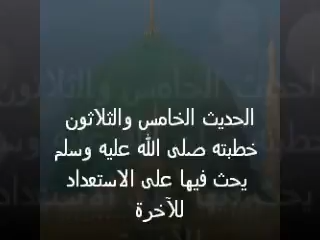 الحديث الخامس والثلاثون
خطبته صلى الله عليه وسلم
يحث فيها على الاستعداد
للآخرة